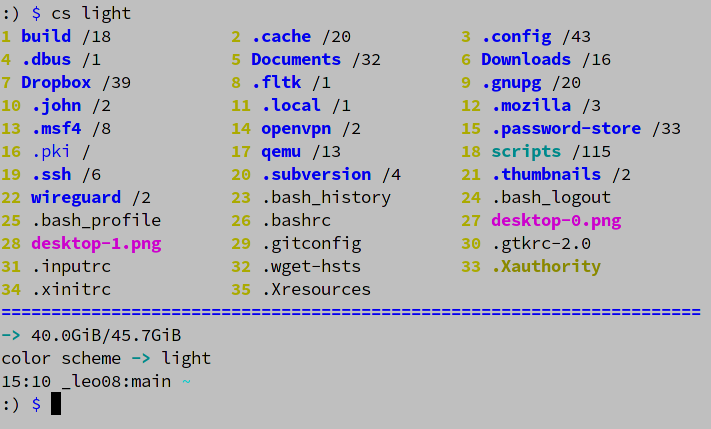 :) $ cs light
1 build /18 2 .cache /20 3 .config /43
4 .dbus /1 5 Documents /32 6 Downloads /16
7 Dropbox /39 8 .fltk /1 9 .gnupg /20
10 .john /2 11 .local /1 12 .mozilla /3
13 .msf4 /8 14 openvpn /2 15 .password-store /33
16 .pki / 17 qemu /13 18 scripts /115
19 .ssh /6 20 .subversion /4 21 .thumbnails /2
22 wireguard /2 23 .bash_history 24 .bash_logout
25 .bash_profile 26 .bashrc 27 desktop-0.png
28 desktop-1.png 29 .gitconfig 30 .gtkrc-2.0
31 .inputrc 32 .wget-hsts 33 .Xauthority
34 .xinitrc 35 .Xresources
======================================================================
-> 40.0GiB/45.7GiB
color scheme -> light
15:10 _leo08:main ~
:) $